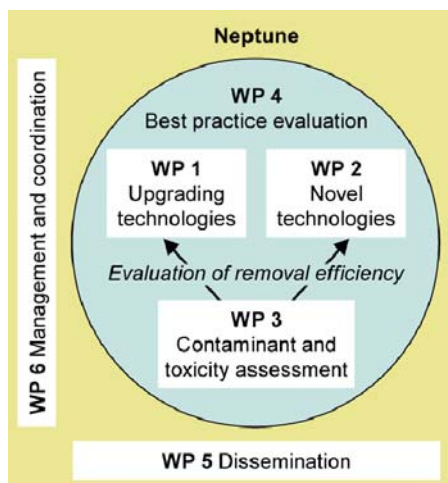 Neptune
WP 4
Best practice evaluation
WP 1
Upgrading
technologies
WP 2
Novel
technologies
Evaluation of removal efficiency
WP 3
Contaminant and
toxicity assessment
WP 6 Management and coordination
WP 5 Dissemination